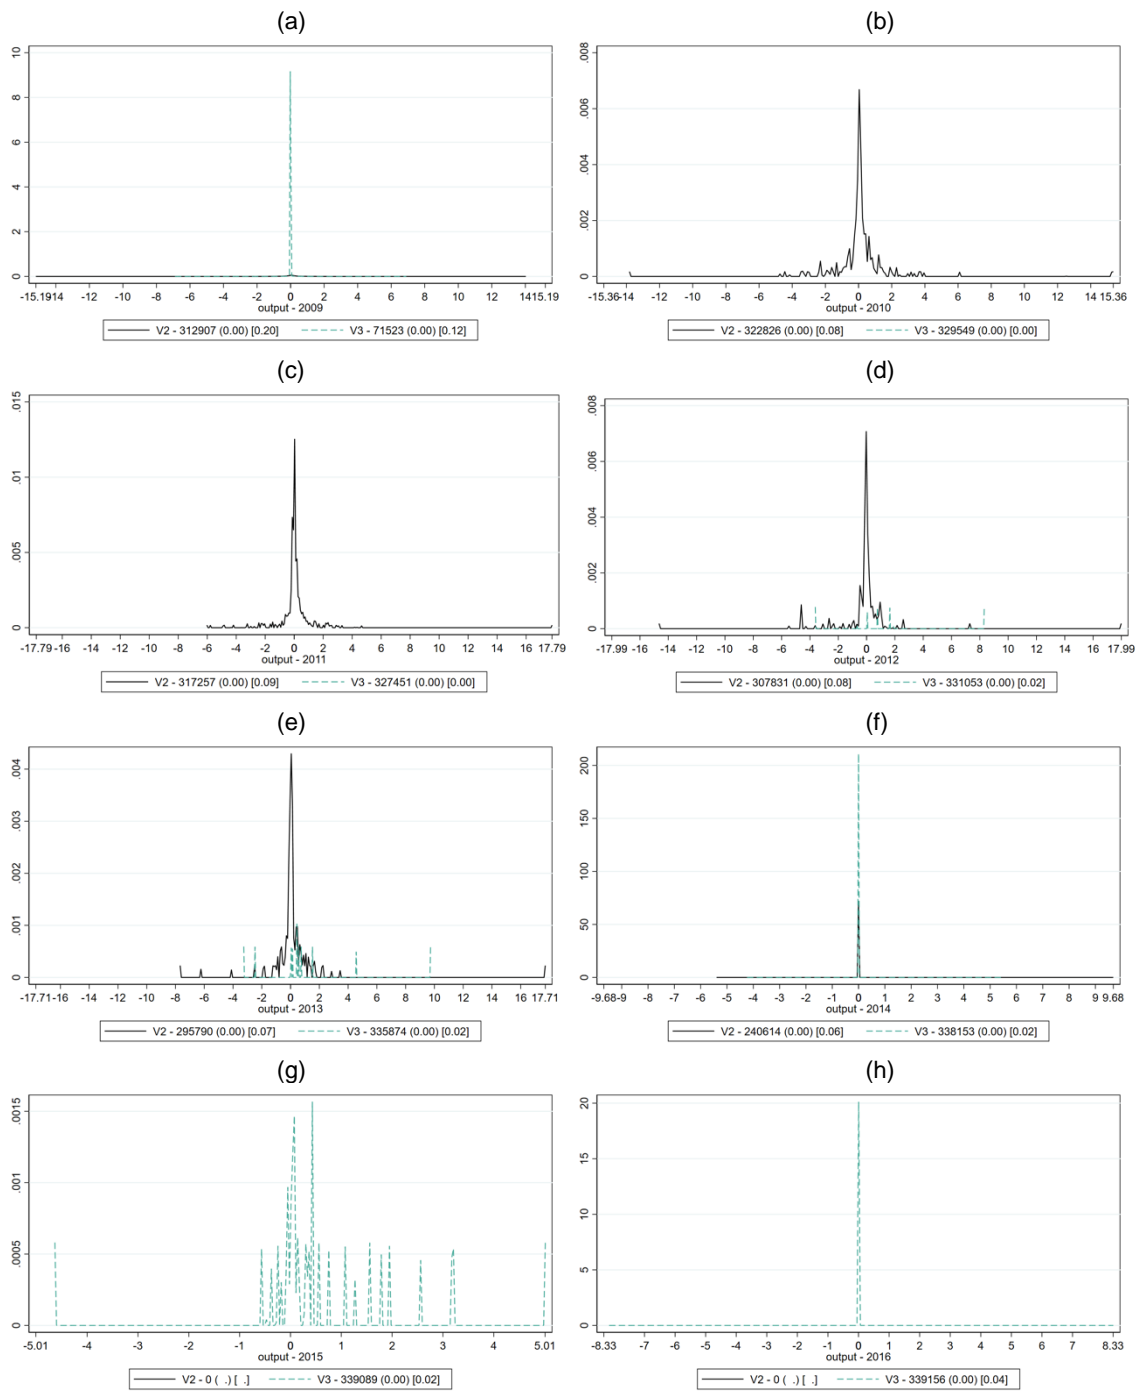 (a)
10
8
6
4
2
0
-15.1914 -12 -10 -8 -6 -4 -2 0 2 4 6 8 10 12 1415.19
output - 2009
V2 - 312907 (0.00) [0.20] V3 - 71523 (0.00) [0.12]
(b)
.008
.006
.004
.002
0
-15.36-14 -12 -10 -8 -6 -4 -2 0 2 4 6 8 10 12 14 15.36
output - 2010
V2 - 322826 (0.00) [0.08] V3 - 329549 (0.00) [0.00]
(c)
.015
.01
.005
0
-17.79-16 -14 -12 -10 -8 -6 -4 -2 0 2 4 6 8 10 12 14 16 17.79
output - 2011
V2 - 317257 (0.00) [0.09] V3 - 327451 (0.00) [0.00]
(d)
.008
.006
.004
.002
0
-17.99-16 -14 -12 -10 -8 -6 -4 -2 0 2 4 6 8 10 12 14 16 17.99
output - 2012
V2 - 307831 (0.00) [0.08] V3 - 331053 (0.00) [0.02]
(e)
.004
.003
.002
.001
0
-17.71-16 -14 -12 -10 -8 -6 -4 -2 0 2 4 6 8 10 12 14 16 17.71
output - 2013
V2 - 295790 (0.00) [0.07] V3 - 335874 (0.00) [0.02]
(f)
200
150
100
50
0
-9.68-9 -8 -7 -6 -5 -4 -3 -2 -1 0 1 2 3 4 5 6 7 8 9 9.68
output - 2014
V2 - 240614 (0.00) [0.06] V3 - 338153 (0.00) [0.02]
(g)
.0015
.001
.0005
0
-5.01 -4 -3 -2 -1 0 1 2 3 4 5.01
output - 2015
V2 - 0 ( .) [ .] V3 - 339089 (0.00) [0.02]
(h)
20
15
10
5
0
-8.33 -7 -6 -5 -4 -3 -2 -1 0 1 2 3 4 5 6 7 8.33
output - 2016
V2 - 0 ( .) [ .] V3 - 339156 (0.00) [0.04]